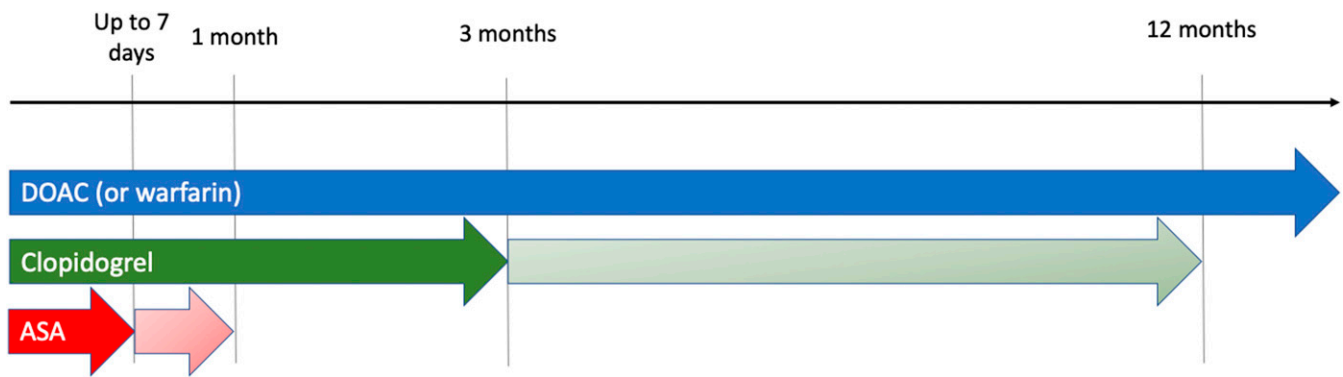 Up to 7
days
1 month
3 months
12 months
DOAC (or warfarin)
Clopidogrel
ASA